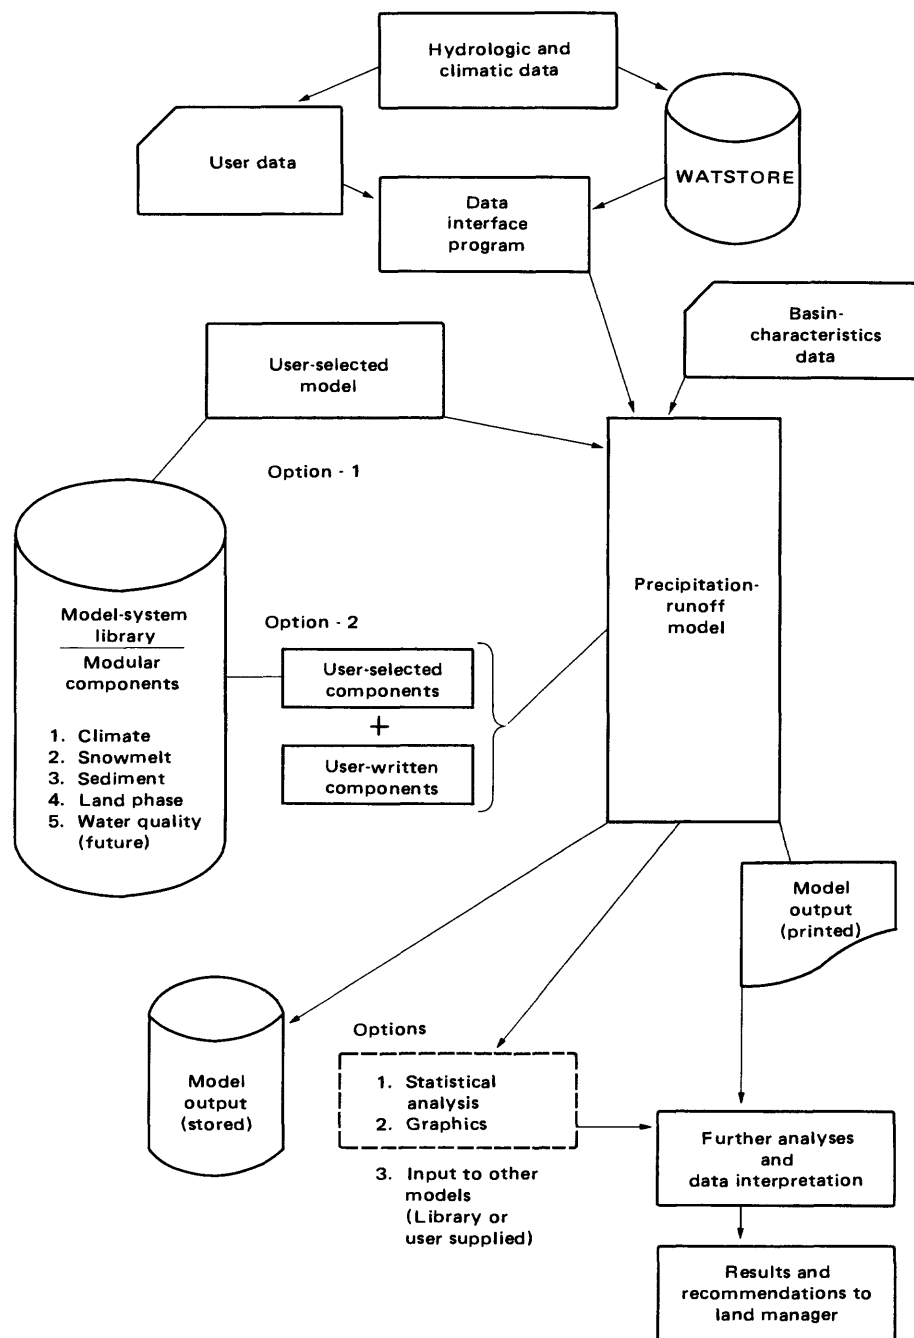 Hydrologic and
climatic data
User data
WATSTORE
Data
interface
program
Basin-
characteristics
data
User-selected
model
Option - 1
Precipitation-
runoff
model
Model-system
library
Modular
components
1. Climate
2. Snowmelt
3. Sediment
4. Land phase
5. Water quality
(future)
Option - 2
User-selected
components
+
User-written
components
Model
output
(printed)
Model
output
(stored)
Options
1. Statistical
analysis
2. Graphics
3. Input to other
models
(Library or
user supplied)
Further analyses
and
data interpretation
Results and
recommendations to
land manager